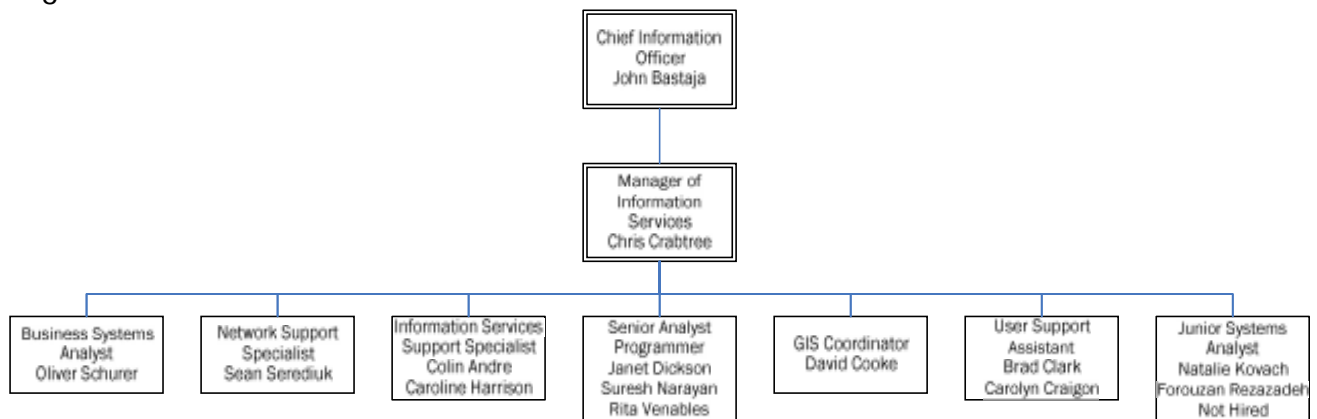 Chief Information
Officer
John Bastaja
Manager of
Information
Services
Chris Crabtree
Business Systems
Analyst
Oliver Schurer
Network Support
Specialist
Sean Serediuk
Information Services
Support Specialist
Colin Andre
Caroline Harrison
Senior Analyst
Programmer
Janet Dickson
Suresh Narayan
Rita Venables
GIS Coordinator
David Cooke
User Support
Assistant
Brad Clark
Carolyn Craigon
Junior Systems
Analyst
Natalie Kovach
Forouzan Rezazadeh
Not Hired